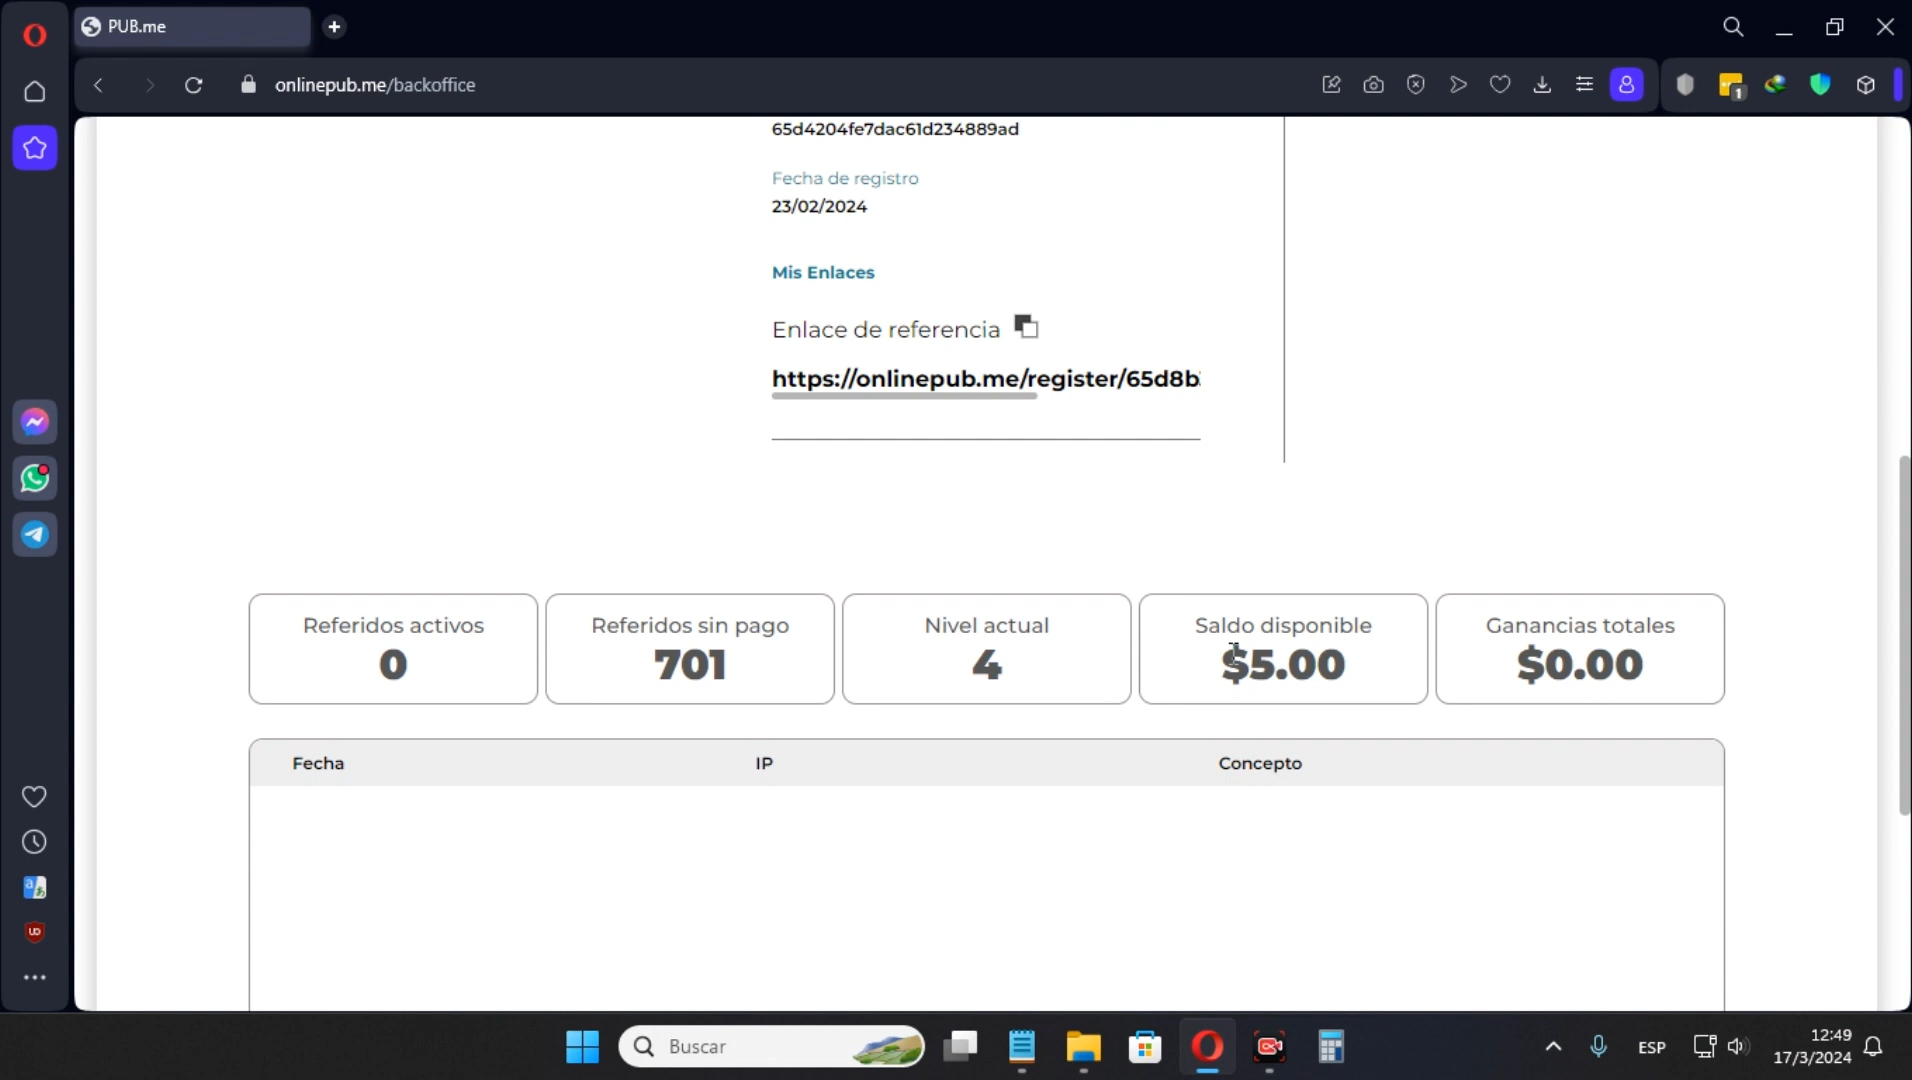 PUB.me
onlinepub.me/backoffice
1
65d4204fe7dac61d234889ad
Fecha de registro
23/02/2024
Mis Enlaces
Enlace de referencia
https://onlinepub.me/register/65d8b
Referidos activos
0
Referidos sin pago
701
Nivel actual
4
Saldo disponible
$5.00
Ganancias totales
$0.00
Fecha IP Concepto
Buscar
ESP
12:49
17/3/2024